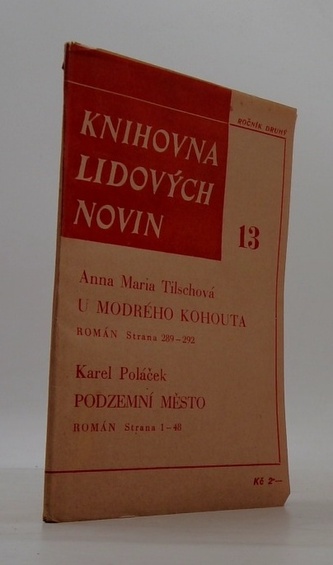 ROČNÍK DRUHÝ
KNIHOVNA
LIDOVÝCH
NOVIN
13
Anna Maria Tilschová
U MODRÉHO KOHOUTA
ROMÁN Strana 289-292
Karel Poláček
PODZEMNÍ MĚSTO
ROMÁN Strana 1-48
Kč 2·—